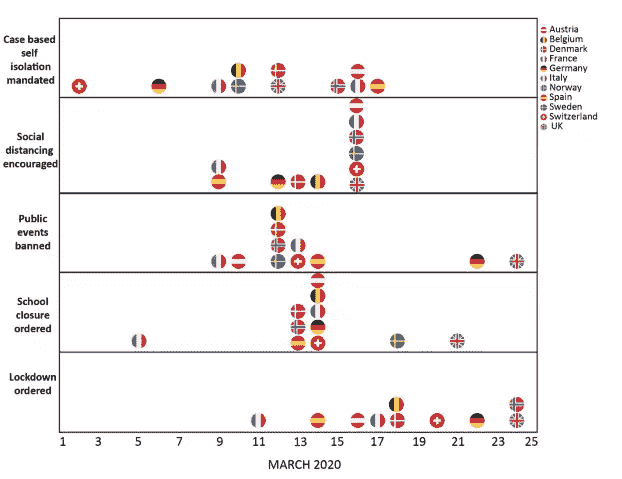 Case based
self
isolation
mandated
Social
distancing
encouraged
Public
events
banned
School
closure
ordered
Lockdown
ordered
1 3 5 7 9 11 13 15 17 19 21 23 25
MARCH 2020
Austria
Belgium
Denmark
France
Germany
Italy
Norway
Spain
Sweden
Switzerland
UK